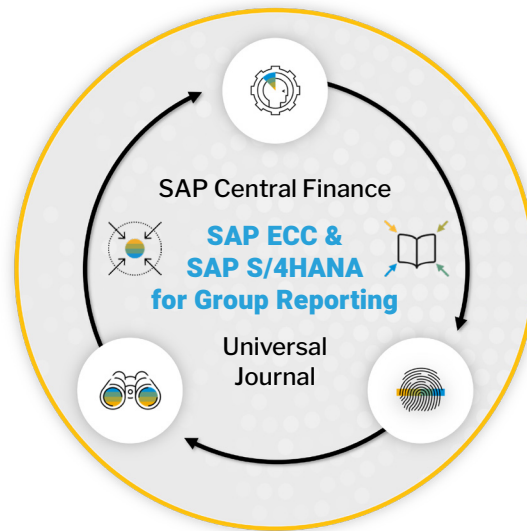 SAP Central Finance
SAP ECC &
SAP S/4HANA
for Group Reporting
Universal
Journal